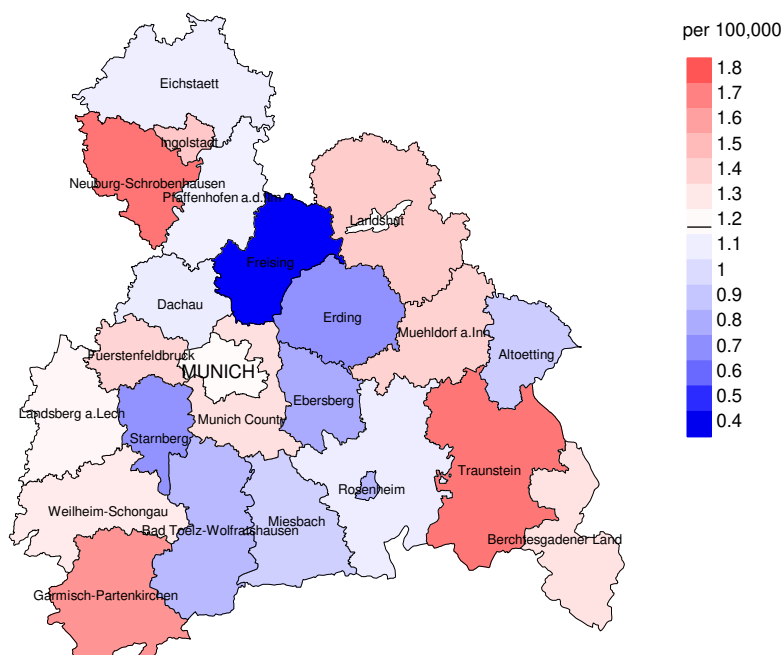 per 100,000
1.8
1.7
1.6
1.5
1.4
1.3
1.2
1.1
1
0.9
0.8
0.7
0.6
0.5
0.4
Eichstaett
Ingolstadt
Neuburg-Schrobenhausen
Pfaffenhofen a.d.Ilm
Landshut
Freising
Dachau
Erding
Muehldorf a.Inn
Altoetting
Fuerstenfeldbruck
MUNICH
Ebersberg
Landsberg a.Lech
Munich County
Starnberg
Traunstein
Rosenheim
Weilheim-Schongau
Miesbach
Bad Toelz-Wolfratshausen
Berchtesgadener Land
Garmisch-Partenkirchen